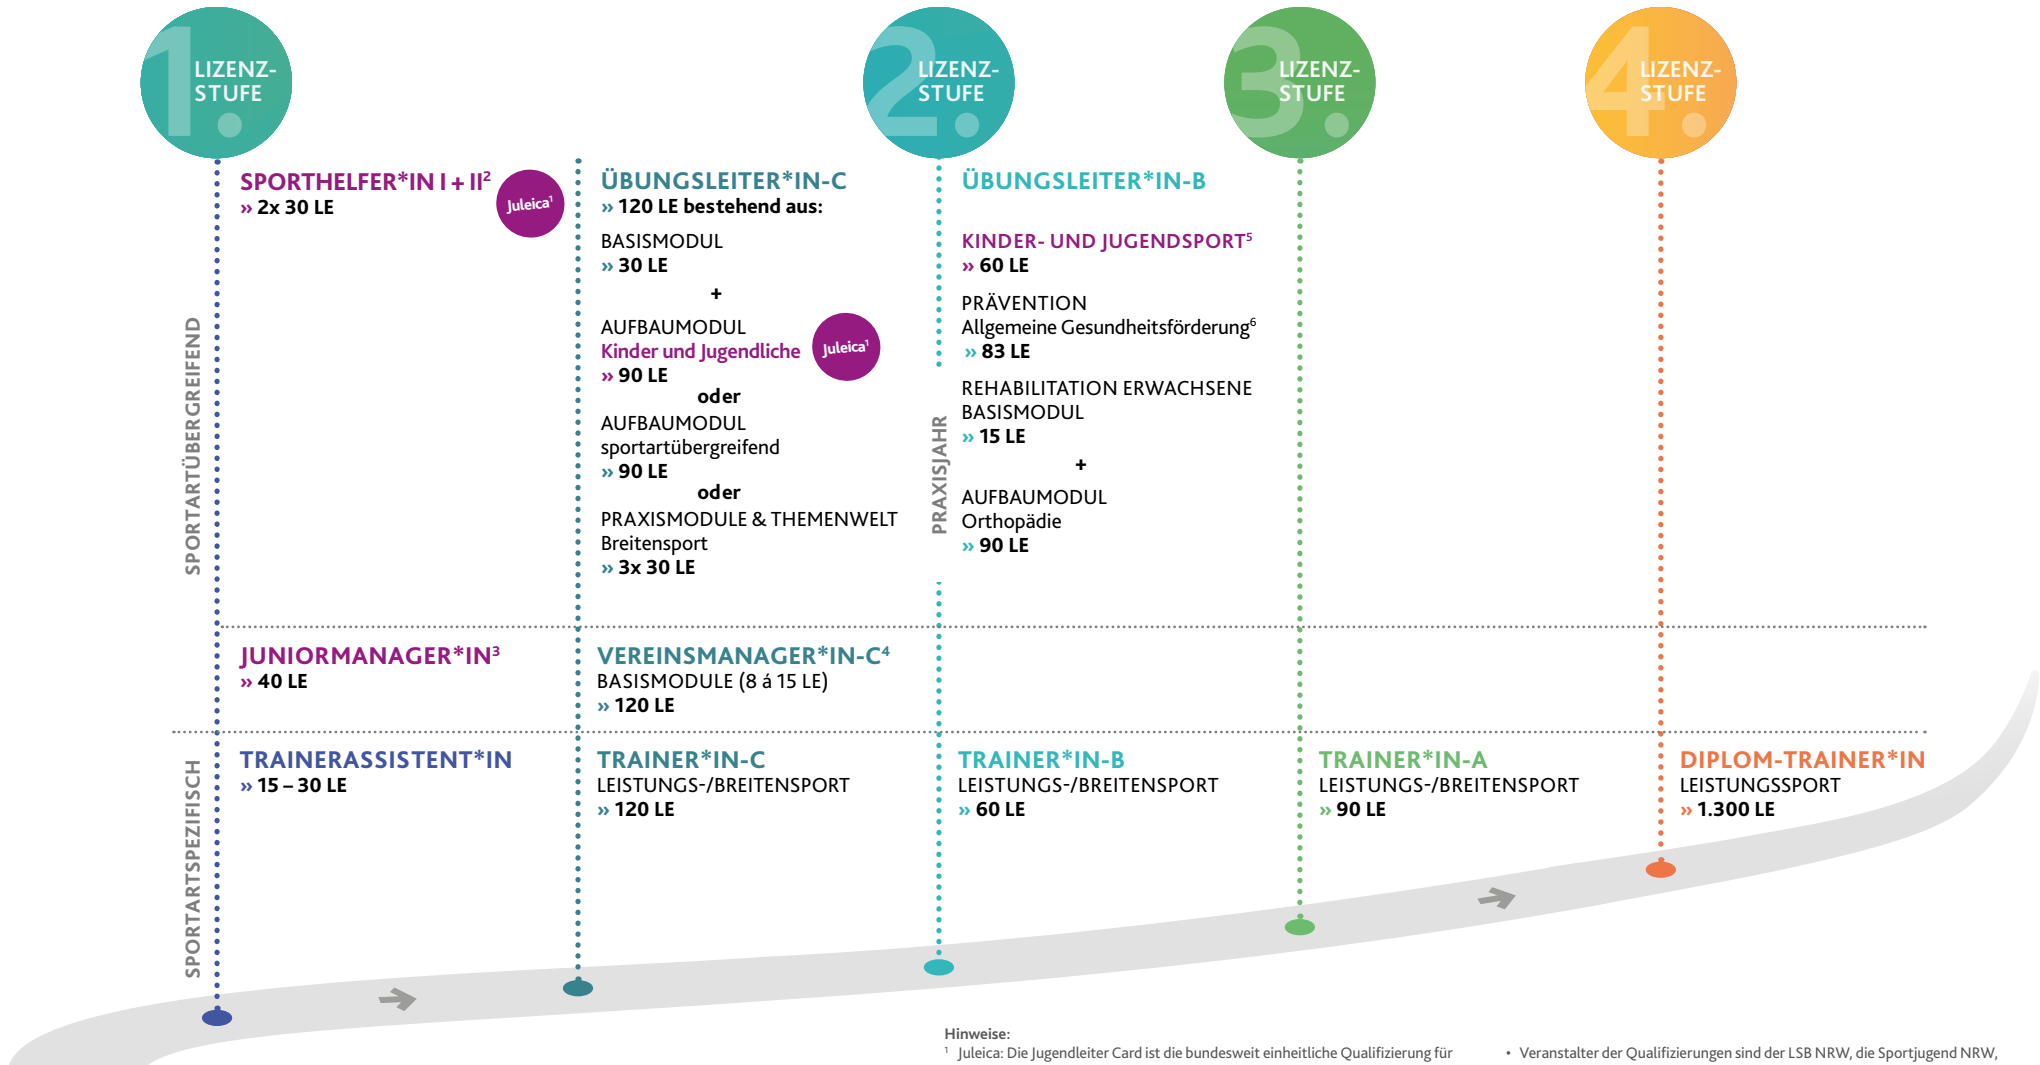 1. LIZENZ-
STUFE
2. LIZENZ-
STUFE
3. LIZENZ-
STUFE
4. LIZENZ-
STUFE
SPORTARTÜBERGREIFEND
SPORTHELFER*IN I + II²
» 2x 30 LE
Juleica¹
ÜBUNGSLEITER*IN-C
» 120 LE bestehend aus:
BASISMODUL
» 30 LE
+
AUFBAUMODUL
Kinder und Jugendliche
» 90 LE
Juleica¹
oder
AUFBAUMODUL
sportartübergreifend
» 90 LE
oder
PRAXISMODULE & THEMENWELT
Breitensport
» 3x 30 LE
PRAXISJAHR
ÜBUNGSLEITER*IN-B
KINDER- UND JUGENDSPORT⁵
» 60 LE
PRÄVENTION
Allgemeine Gesundheitsförderung⁶
» 83 LE
REHABILITATION ERWACHSENE
BASISMODUL
» 15 LE
+
AUFBAUMODUL
Orthopädie
» 90 LE
JUNIORMANAGER*IN³
» 40 LE
VEREINSMANAGER*IN-C⁴
BASISMODULE (8 á 15 LE)
» 120 LE
SPORTARTSPEZIFISCH
TRAINERASSISTENT*IN
» 15 – 30 LE
TRAINER*IN-C
LEISTUNGS-/BREITENSPORT
» 120 LE
TRAINER*IN-B
LEISTUNGS-/BREITENSPORT
» 60 LE
TRAINER*IN-A
LEISTUNGS-/BREITENSPORT
» 90 LE
DIPLOM-TRAINER*IN
LEISTUNGSSPORT
» 1.300 LE
Hinweise:
¹ Juleica: Die Jugendleiter Card ist die bundesweit einheitliche Qualifizierung für
• Veranstalter der Qualifizierungen sind der LSB NRW, die Sportjugend NRW,